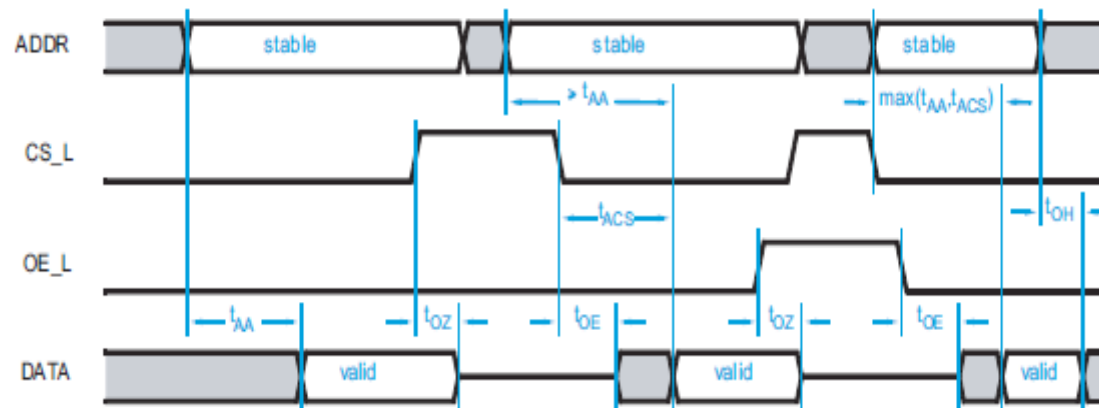 ADDR stable stable stable
≥ tAA max(tAA,tACS)
CS_L
tACS tOH
OE_L
tAA tOZ tOE tOZ tOE
DATA valid valid valid